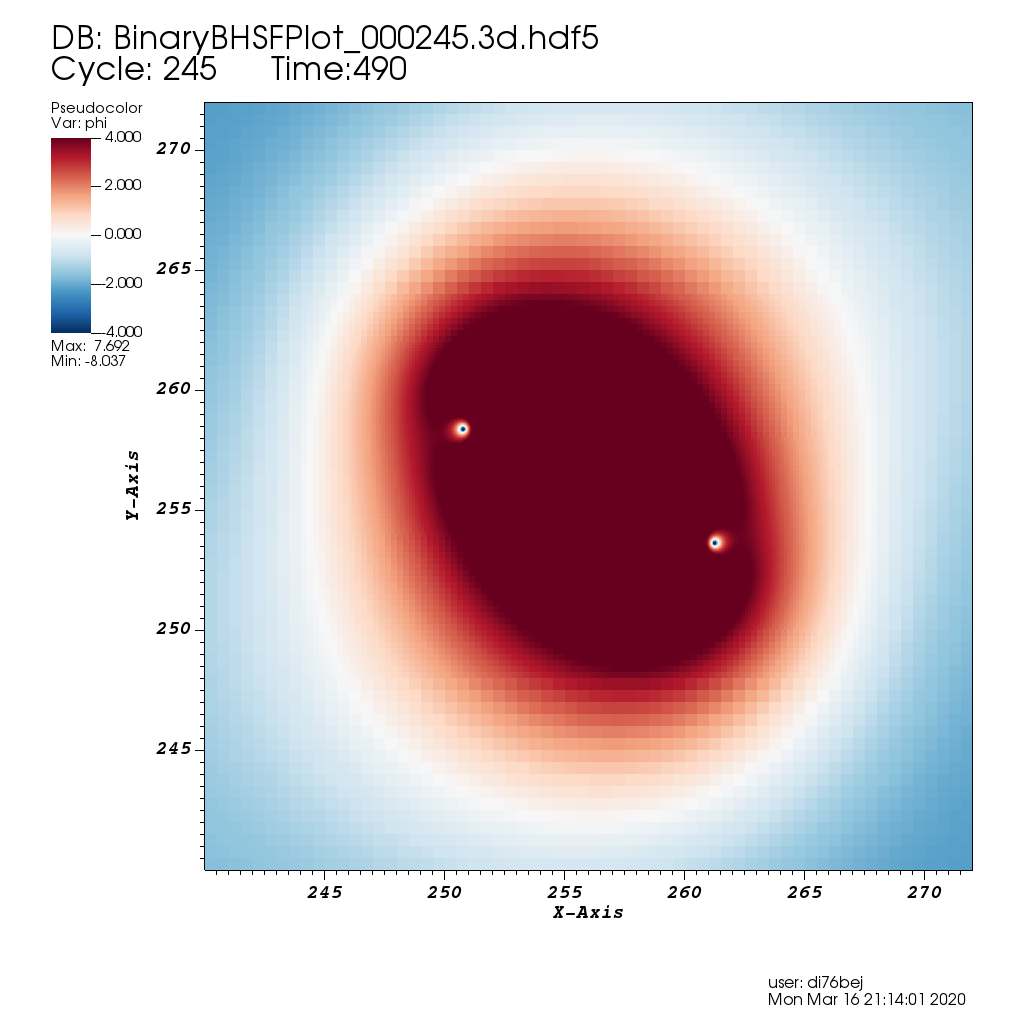 DB: BinaryBHSFPlot_000245.3d.hdf5
Cycle: 245 Time:490
Pseudocolor
Var: phi
4.000
2.000
0.000
-2.000
-4.000
Max: 7.692
Min: -8.037
270
265
260
255
250
245
Y-Axis
245 250 255 260 265 270
X-Axis
user: di76bej
Mon Mar 16 21:14:01 2020